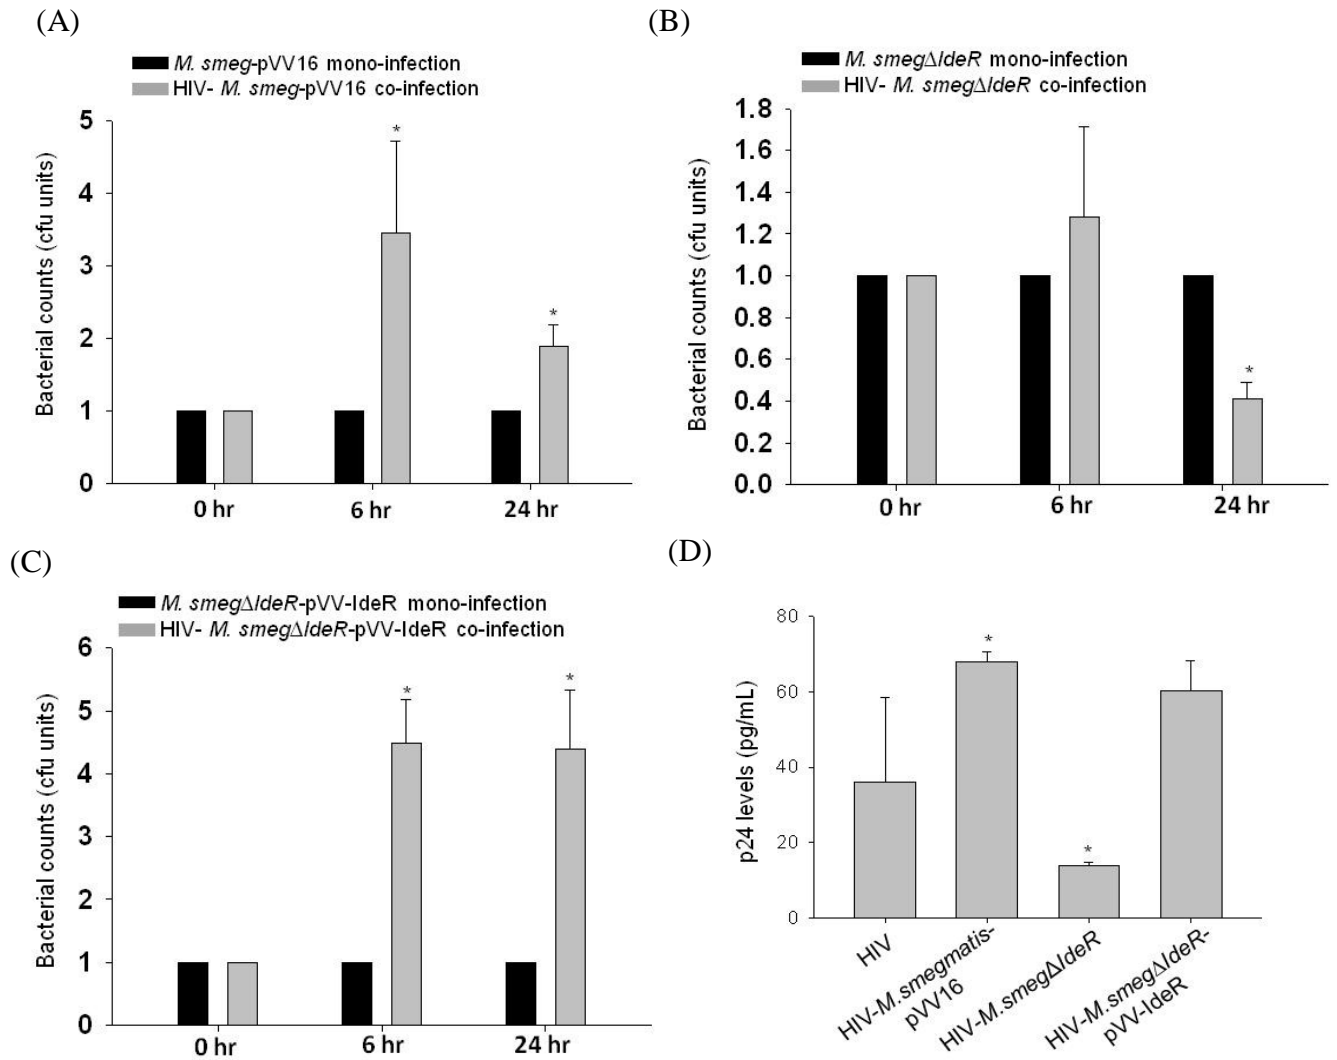 (A)
M. smeg-pVV16 mono-infection
HIV- M. smeg-pVV16 co-infection
Bacterial counts (cfu units)
5
4
3
2
1
0
*
*
0 hr
6 hr
24 hr
(B)
M. smegΔIdeR mono-infection
HIV- M. smegΔIdeR co-infection
Bacterial counts (cfu units)
1.8
1.6
1.4
1.2
1.0
0.8
0.6
0.4
0.2
0.0
*
0 hr
6 hr
24 hr
(C)
M. smegΔIdeR-pVV-IdeR mono-infection
HIV- M. smegΔIdeR-pVV-IdeR co-infection
Bacterial counts (cfu units)
6
5
4
3
2
1
0
*
*
0 hr
6 hr
24 hr
(D)
p24 levels (pg/mL)
80
60
40
20
0
*
*
HIV
HIV-M.smegmatis-
pVV16
HIV-M.smegΔIdeR
HIV-M.smegΔIdeR-
pVV-IdeR